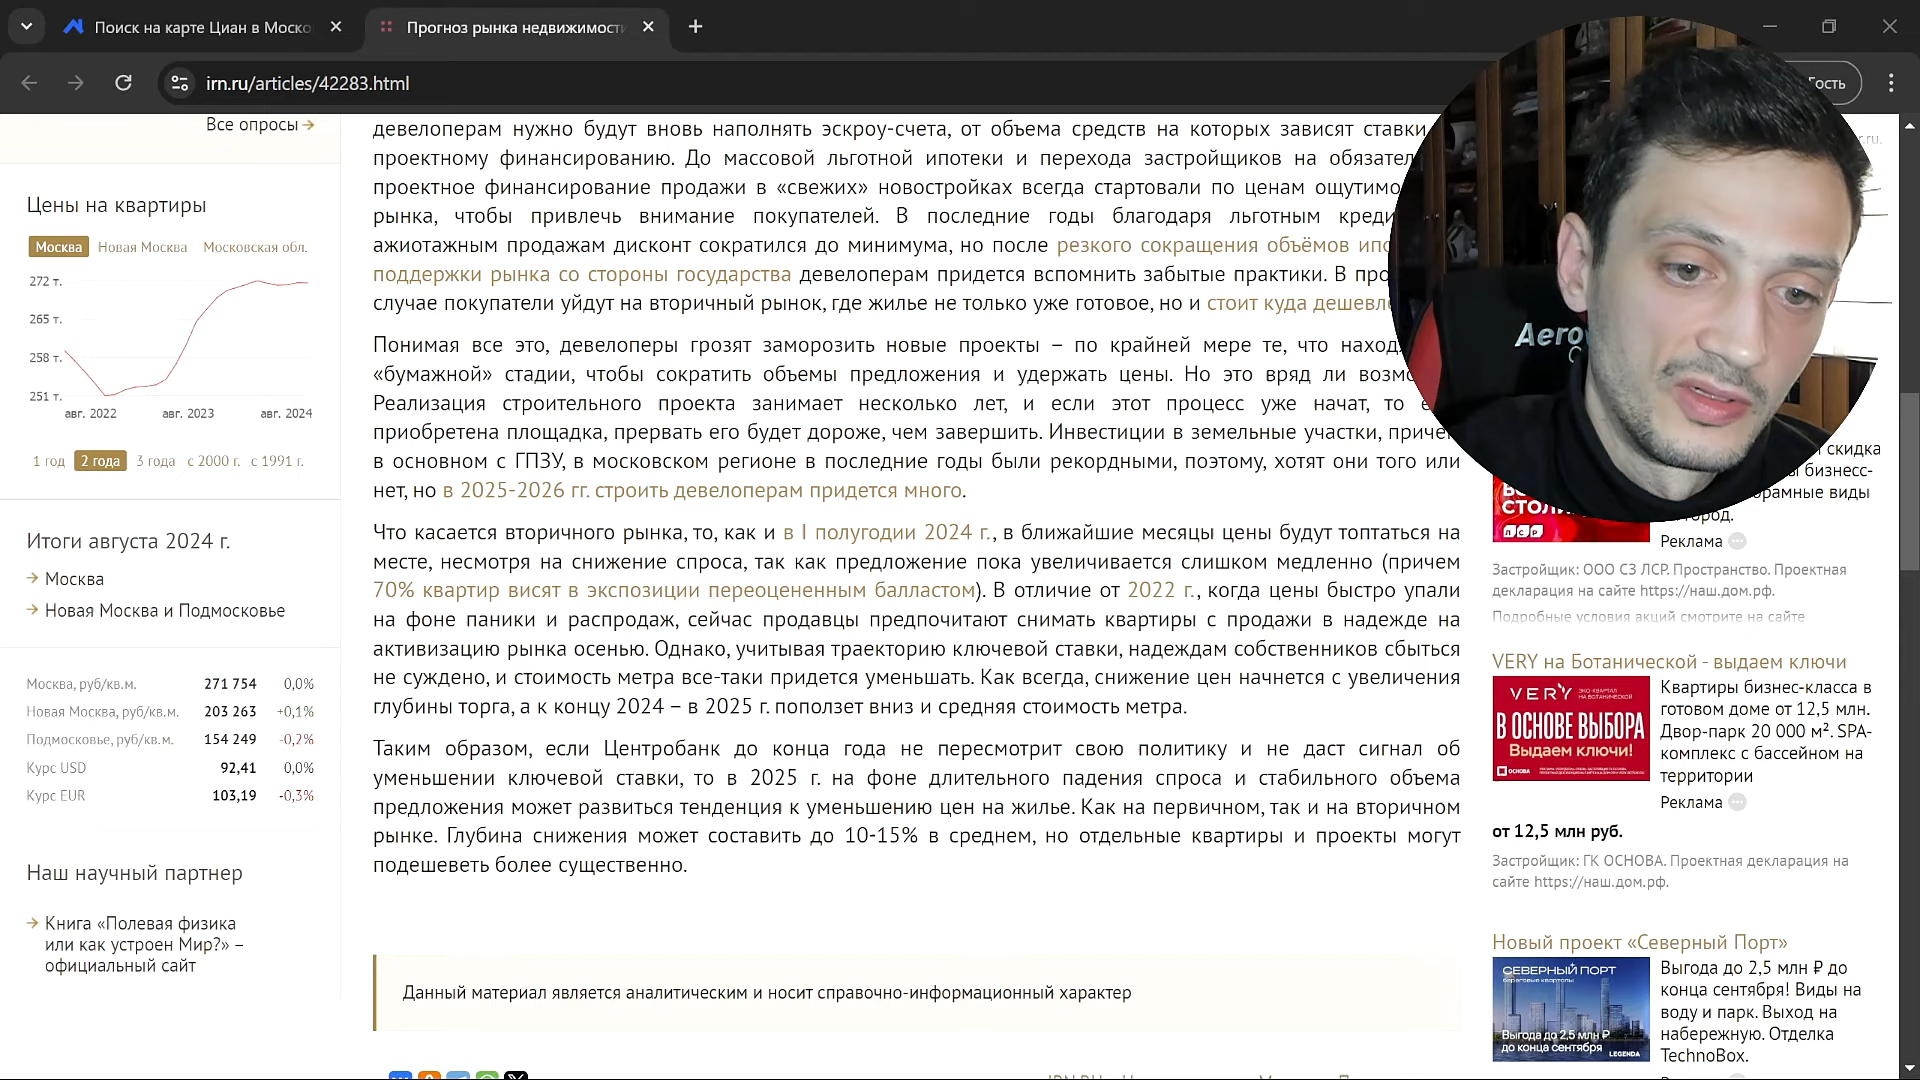 Поиск на карте Циан в Моско
Прогноз рынка недвижимости
irn.ru/articles/42283.html
Гость
Все опросы
Цены на квартиры
Москва Новая Москва Московская обл.
272 т.
265 т.
258 т.
251 т.
авг. 2022 авг. 2023 авг. 2024
1 год 2 года 3 года с 2000 г. с 1991 г.
Итоги августа 2024 г.
Москва
Новая Москва и Подмосковье
Москва, руб/кв.м. 271 754 0,0%
Новая Москва, руб/кв.м. 203 263 +0,1%
Подмосковье, руб/кв.м. 154 249 -0,2%
Курс USD 92,41 0,0%
Курс EUR 103,19 -0,3%
Наш научный партнер
Книга «Полевая физика
или как устроен Мир?» –
официальный сайт
девелоперам нужно будут вновь наполнять эскроу-счета, от объема средств на которых зависят ставки
проектному финансированию. До массовой льготной ипотеки и перехода застройщиков на обязател
проектное финансирование продажи в «свежих» новостройках всегда стартовали по ценам ощутимо
рынка, чтобы привлечь внимание покупателей. В последние годы благодаря льготным креди
ажиотажным продажам дисконт сократился до минимума, но после резкого сокращения объёмов ипо
поддержки рынка со стороны государства девелоперам придется вспомнить забытые практики. В про
случае покупатели уйдут на вторичный рынок, где жилье не только уже готовое, но и стоит куда дешевл
Понимая все это, девелоперы грозят заморозить новые проекты – по крайней мере те, что наход
«бумажной» стадии, чтобы сократить объемы предложения и удержать цены. Но это вряд ли возмо
Реализация строительного проекта занимает несколько лет, и если этот процесс уже начат, то е
приобретена площадка, прервать его будет дороже, чем завершить. Инвестиции в земельные участки, приче
в основном с ГПЗУ, в московском регионе в последние годы были рекордными, поэтому, хотят они того или
нет, но в 2025-2026 гг. строить девелоперам придется много.
Что касается вторичного рынка, то, как и в I полугодии 2024 г., в ближайшие месяцы цены будут топтаться на
месте, несмотря на снижение спроса, так как предложение пока увеличивается слишком медленно (причем
70% квартир висят в экспозиции переоцененным балластом). В отличие от 2022 г., когда цены быстро упали
на фоне паники и распродаж, сейчас продавцы предпочитают снимать квартиры с продажи в надежде на
активизацию рынка осенью. Однако, учитывая траекторию ключевой ставки, надеждам собственников сбыться
не суждено, и стоимость метра все-таки придется уменьшать. Как всегда, снижение цен начнется с увеличения
глубины торга, а к концу 2024 – в 2025 г. поползет вниз и средняя стоимость метра.
Таким образом, если Центробанк до конца года не пересмотрит свою политику и не даст сигнал об
уменьшении ключевой ставки, то в 2025 г. на фоне длительного падения спроса и стабильного объема
предложения может развиться тенденция к уменьшению цен на жилье. Как на первичном, так и на вторичном
рынке. Глубина снижения может составить до 10-15% в среднем, но отдельные квартиры и проекты могут
подешеветь более существенно.
Данный материал является аналитическим и носит справочно-информационный характер
Aero
скидка
бизнесс-
рамные виды
род.
ЛСР
Реклама
Застройщик: ООО СЗ ЛСР. Пространство. Проектная
декларация на сайте https://наш.дом.рф.
Подробные условия акций смотрите на сайте
VERY на Ботанической - выдаем ключи
VERY ЭКО-КВАРТАЛ НА БОТАНИЧЕСКОЙ
В ОСНОВЕ ВЫБОРА
Выдаем ключи!
ОСНОВА
Квартиры бизнес-класса в
готовом доме от 12,5 млн.
Двор-парк 20 000 м². SPA-
комплекс с бассейном на
территории
Реклама
от 12,5 млн руб.
Застройщик: ГК ОСНОВА. Проектная декларация на
сайте https://наш.дом.рф.
Новый проект «Северный Порт»
СЕВЕРНЫЙ ПОРТ
береговые кварталы
Выгода до 2,5 млн ₽
до конца сентября
LEGENDA
Выгода до 2,5 млн ₽ до
конца сентября! Виды на
воду и парк. Выход на
набережную. Отделка
TechnoBox.